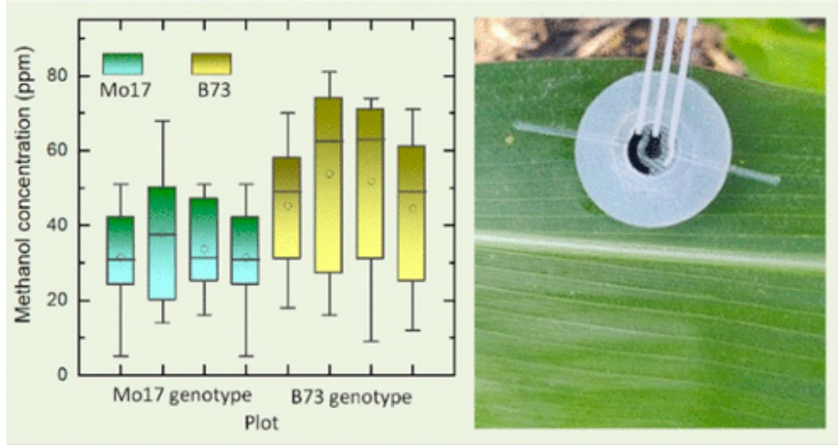 Methanol concentration (ppm)
80
60
40
20
0
Mo17 B73
Mo17 genotype B73 genotype
Plot